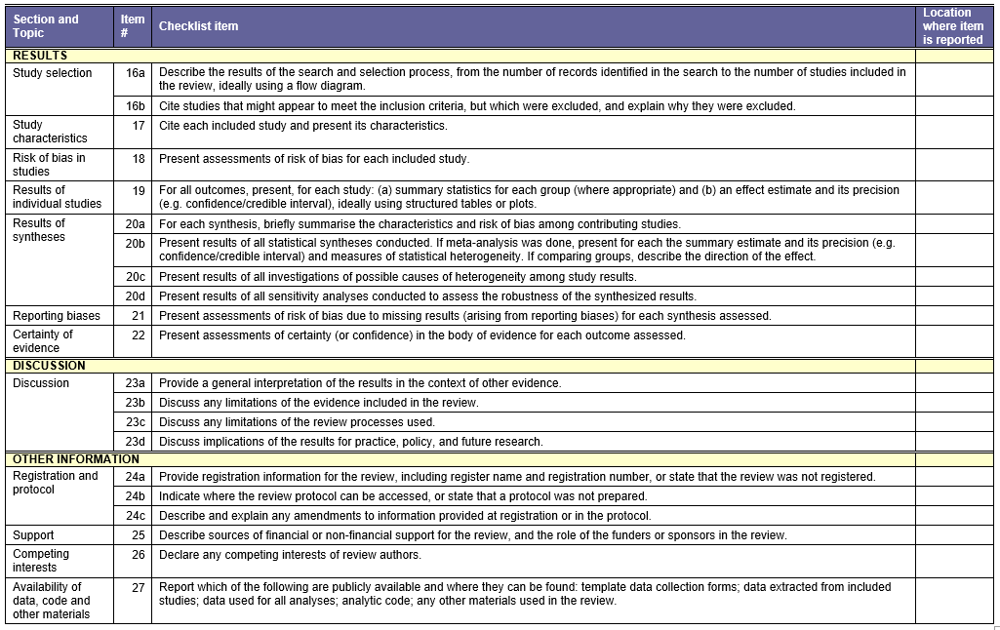 Section and Topic Item # Checklist item Location where item is reported
RESULTS
Study selection 16a Describe the results of the search and selection process, from the number of records identified in the search to the number of studies included in
the review, ideally using a flow diagram.
16b Cite studies that might appear to meet the inclusion criteria, but which were excluded, and explain why they were excluded.
Study characteristics 17 Cite each included study and present its characteristics.
Risk of bias in studies 18 Present assessments of risk of bias for each included study.
Results of individual studies 19 For all outcomes, present, for each study: (a) summary statistics for each group (where appropriate) and (b) an effect estimate and its precision
(e.g. confidence/credible interval), ideally using structured tables or plots.
Results of syntheses 20a For each synthesis, briefly summarise the characteristics and risk of bias among contributing studies.
20b Present results of all statistical syntheses conducted. If meta-analysis was done, present for each the summary estimate and its precision (e.g.
confidence/credible interval) and measures of statistical heterogeneity. If comparing groups, describe the direction of the effect.
20c Present results of all investigations of possible causes of heterogeneity among study results.
20d Present results of all sensitivity analyses conducted to assess the robustness of the synthesized results.
Reporting biases 21 Present assessments of risk of bias due to missing results (arising from reporting biases) for each synthesis assessed.
Certainty of evidence 22 Present assessments of certainty (or confidence) in the body of evidence for each outcome assessed.
DISCUSSION
Discussion 23a Provide a general interpretation of the results in the context of other evidence.
23b Discuss any limitations of the evidence included in the review.
23c Discuss any limitations of the review processes used.
23d Discuss implications of the results for practice, policy, and future research.
OTHER INFORMATION
Registration and protocol 24a Provide registration information for the review, including register name and registration number, or state that the review was not registered.
24b Indicate where the review protocol can be accessed, or state that a protocol was not prepared.
24c Describe and explain any amendments to information provided at registration or in the protocol.
Support 25 Describe sources of financial or non-financial support for the review, and the role of the funders or sponsors in the review.
Competing interests 26 Declare any competing interests of review authors.
Availability of data, code and other materials 27 Report which of the following are publicly available and where they can be found: template data collection forms; data extracted from included
studies; data used for all analyses; analytic code; any other materials used in the review.